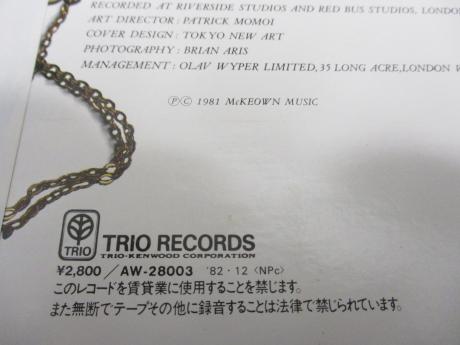 RECORDED AT RIVERSIDE STUDIOS AND RED BUS STUDIOS, LONDO
ART DIRECTOR : PATRICK MOMOI
COVER DESIGN : TOKYO NEW ART
PHOTOGRAPHY : BRIAN ARIS
MANAGEMENT : OLAV WYPER LIMITED, 35 LONG ACRE, LONDON W
Ⓟ Ⓒ 1981 McKEOWN MUSIC
TRIO
TRIO RECORDS
TRIO-KENWOOD CORPORATION
¥2,800／AW-28003 '82・12〈NPc〉
このレコードを賃貸業に使用することを禁じます。
また無断でテープその他に録音することは法律で禁じられています。